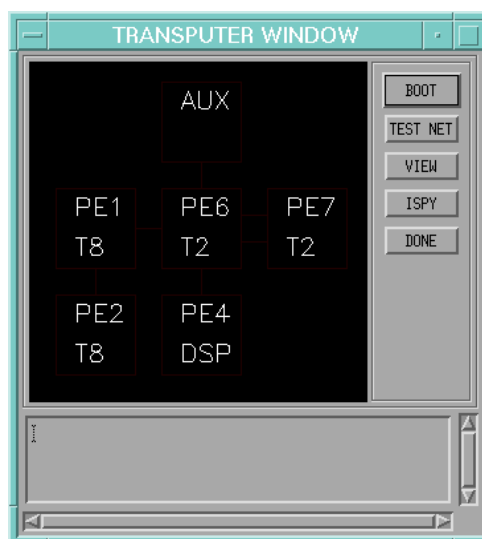 TRANSPUTER WINDOW
AUX
PE1 PE6 PE7
T8 T2 T2
PE2 PE4
T8 DSP
BOOT
TEST NET
VIEW
ISPY
DONE